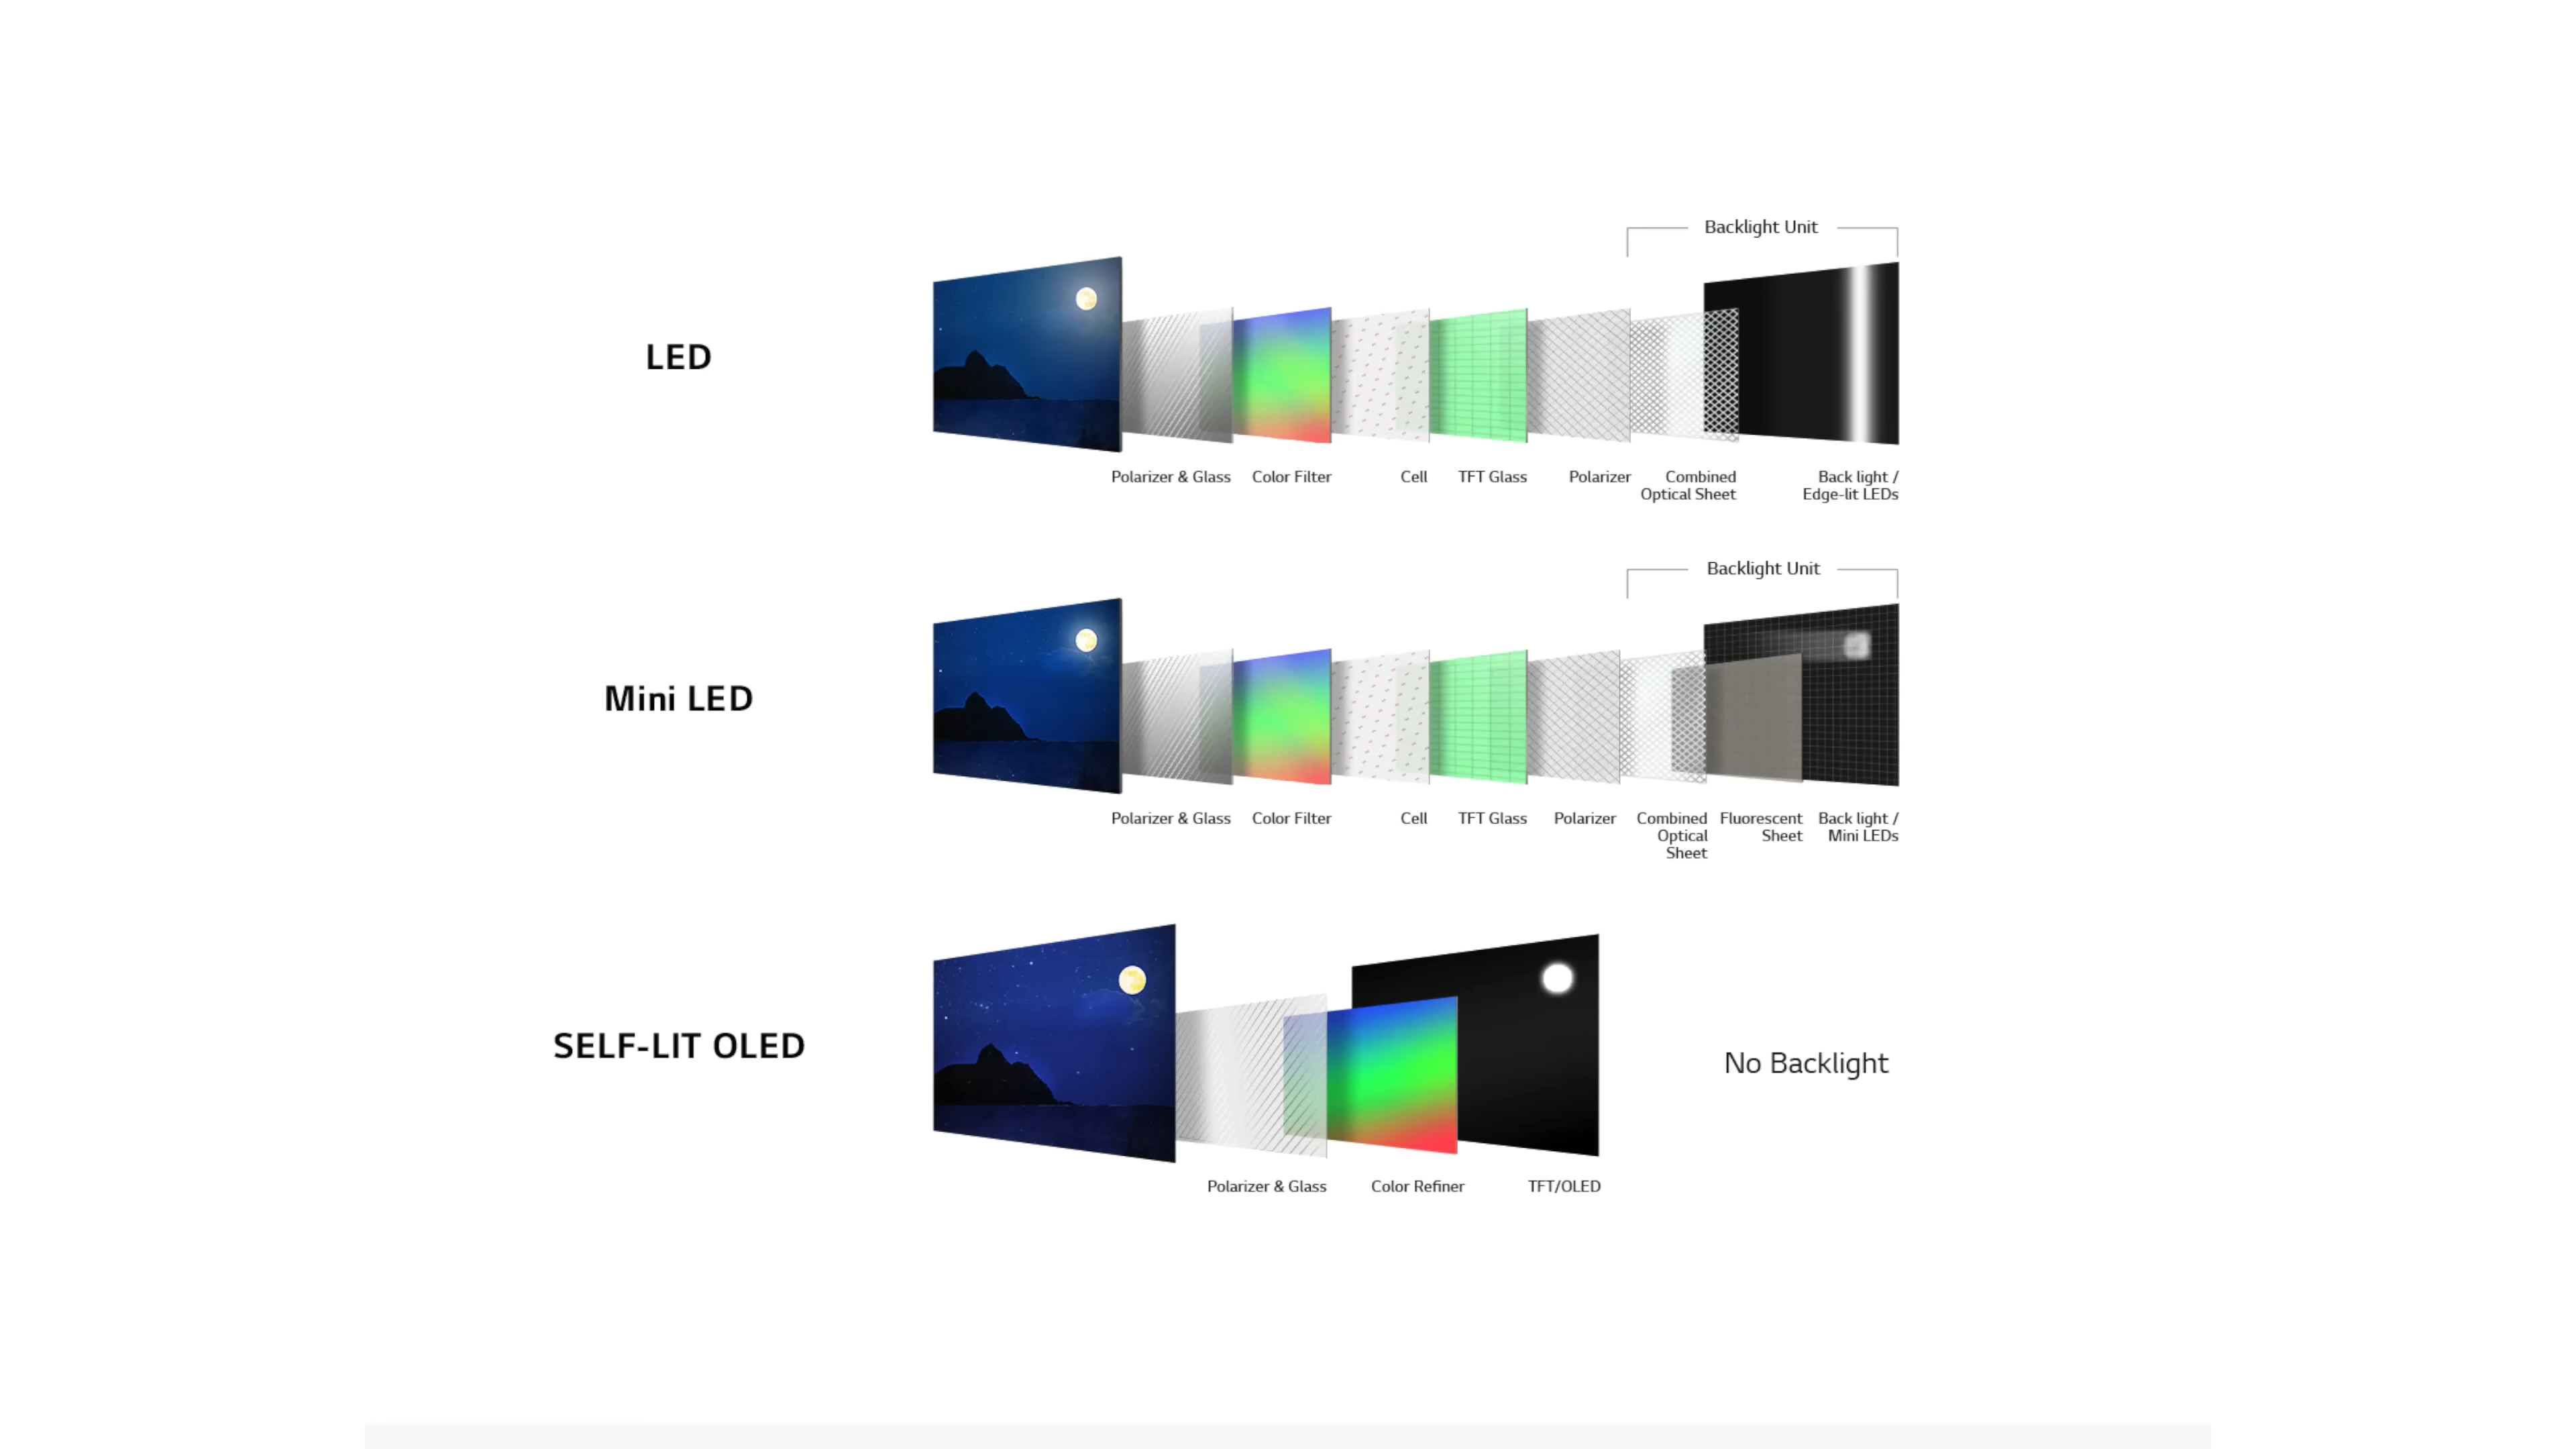 Backlight Unit
LED
Polarizer & Glass
Color Filter
Cell
TFT Glass
Polarizer
Combined
Optical Sheet
Back light /
Edge-lit LEDs
Backlight Unit
Mini LED
Polarizer & Glass
Color Filter
Cell
TFT Glass
Polarizer
Combined
Optical
Sheet
Fluorescent
Sheet
Back light /
Mini LEDs
SELF-LIT OLED
No Backlight
Polarizer & Glass
Color Refiner
TFT/OLED